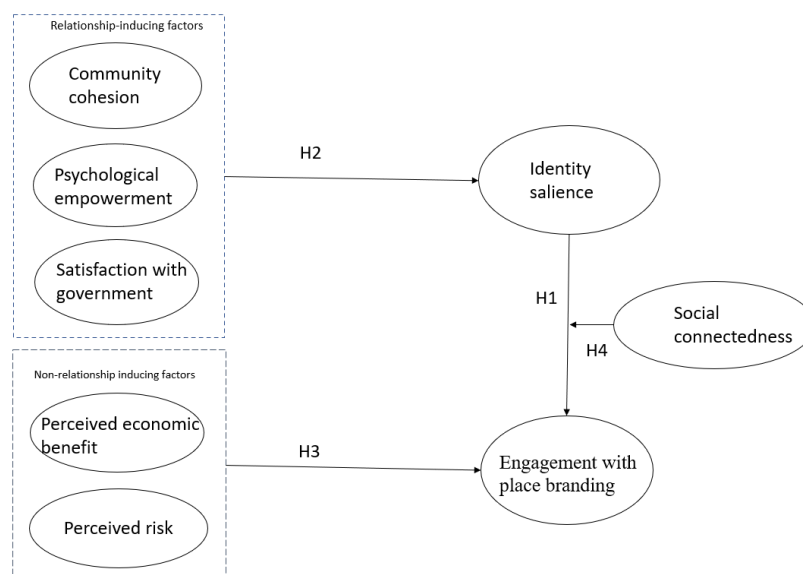 Relationship-inducing factors
Community
cohesion
Psychological
empowerment
Satisfaction with
government
H2
Identity
salience
H1
H4
Social
connectedness
Non-relationship inducing factors
Perceived economic
benefit
Perceived risk
H3
Engagement with
place branding